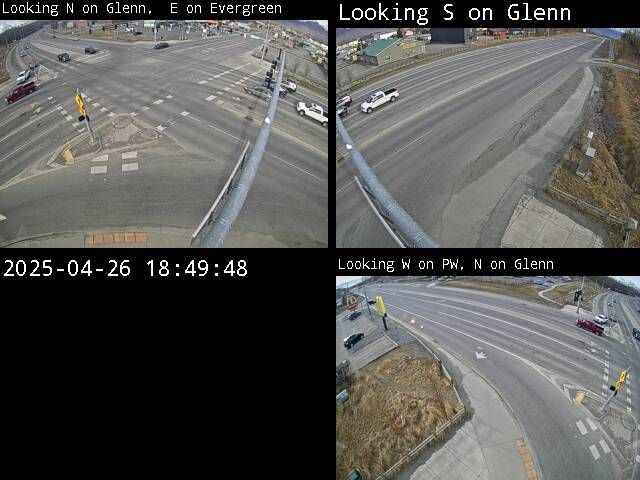 Looking N on Glenn,  E on Evergreen
Looking S on Glenn
2025-04-26 18:49:48
Looking W on PW, N on Glenn